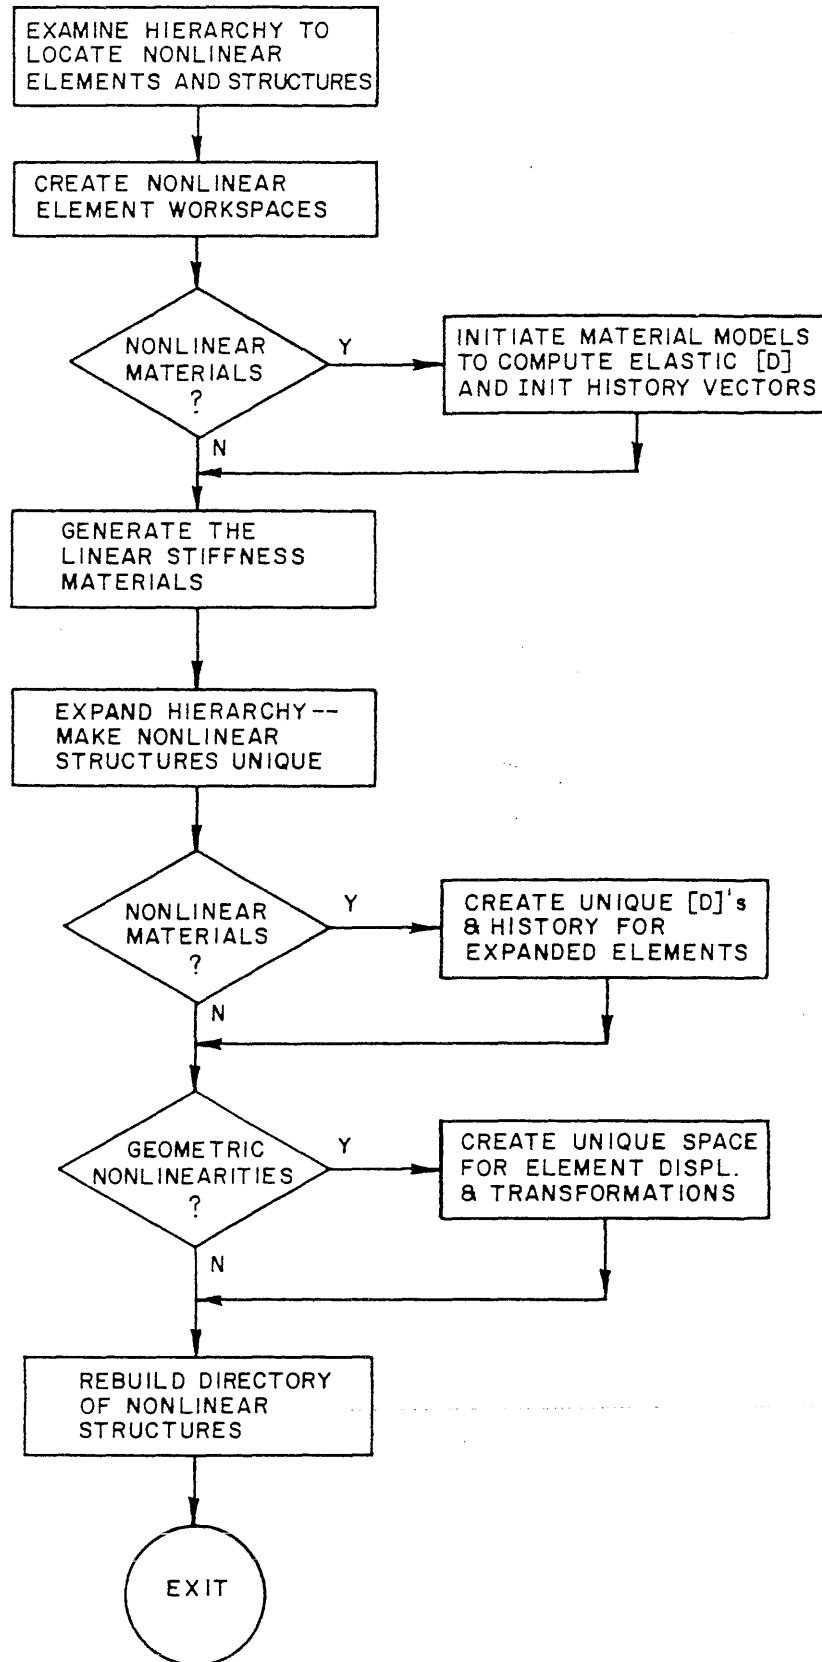 EXAMINE HIERARCHY TO
LOCATE NONLINEAR
ELEMENTS AND STRUCTURES
CREATE NONLINEAR
ELEMENT WORKSPACES
NONLINEAR
MATERIALS
?
Y
N
INITIATE MATERIAL MODELS
TO COMPUTE ELASTIC [D]
AND INIT HISTORY VECTORS
GENERATE THE
LINEAR STIFFNESS
MATERIALS
EXPAND HIERARCHY--
MAKE NONLINEAR
STRUCTURES UNIQUE
NONLINEAR
MATERIALS
?
Y
N
CREATE UNIQUE [D]'s
& HISTORY FOR
EXPANDED ELEMENTS
GEOMETRIC
NONLINEARITIES
?
Y
N
CREATE UNIQUE SPACE
FOR ELEMENT DISPL.
& TRANSFORMATIONS
REBUILD DIRECTORY
OF NONLINEAR
STRUCTURES
EXIT